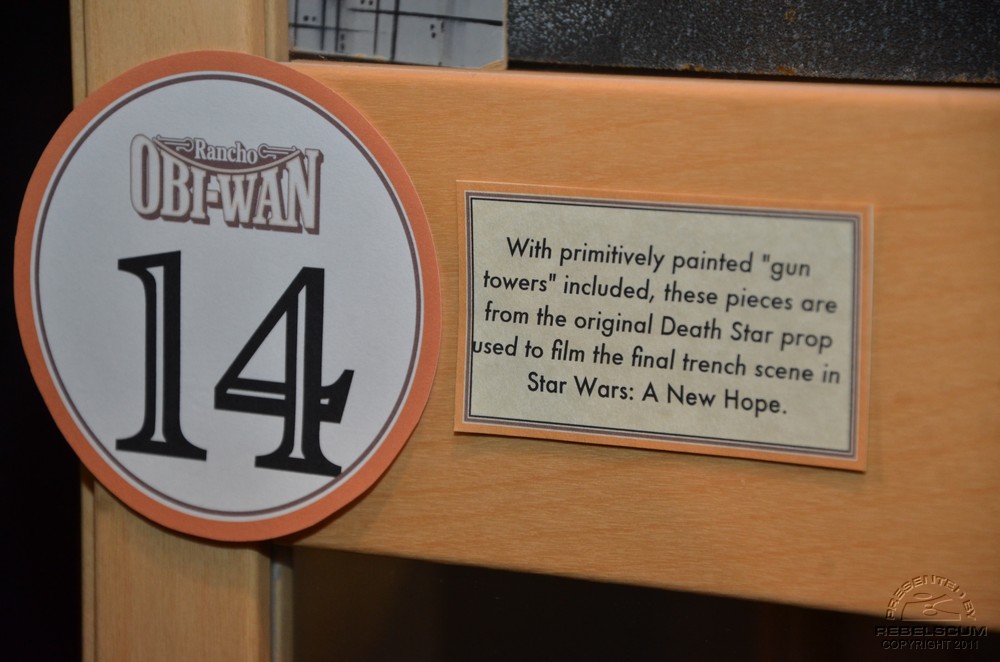 Rancho
OBI-WAN
14
With primitively painted "gun
towers" included, these pieces are
from the original Death Star prop
used to film the final trench scene in
Star Wars: A New Hope.
PRESENTED BY
REBELSCUM
COPYRIGHT 2011